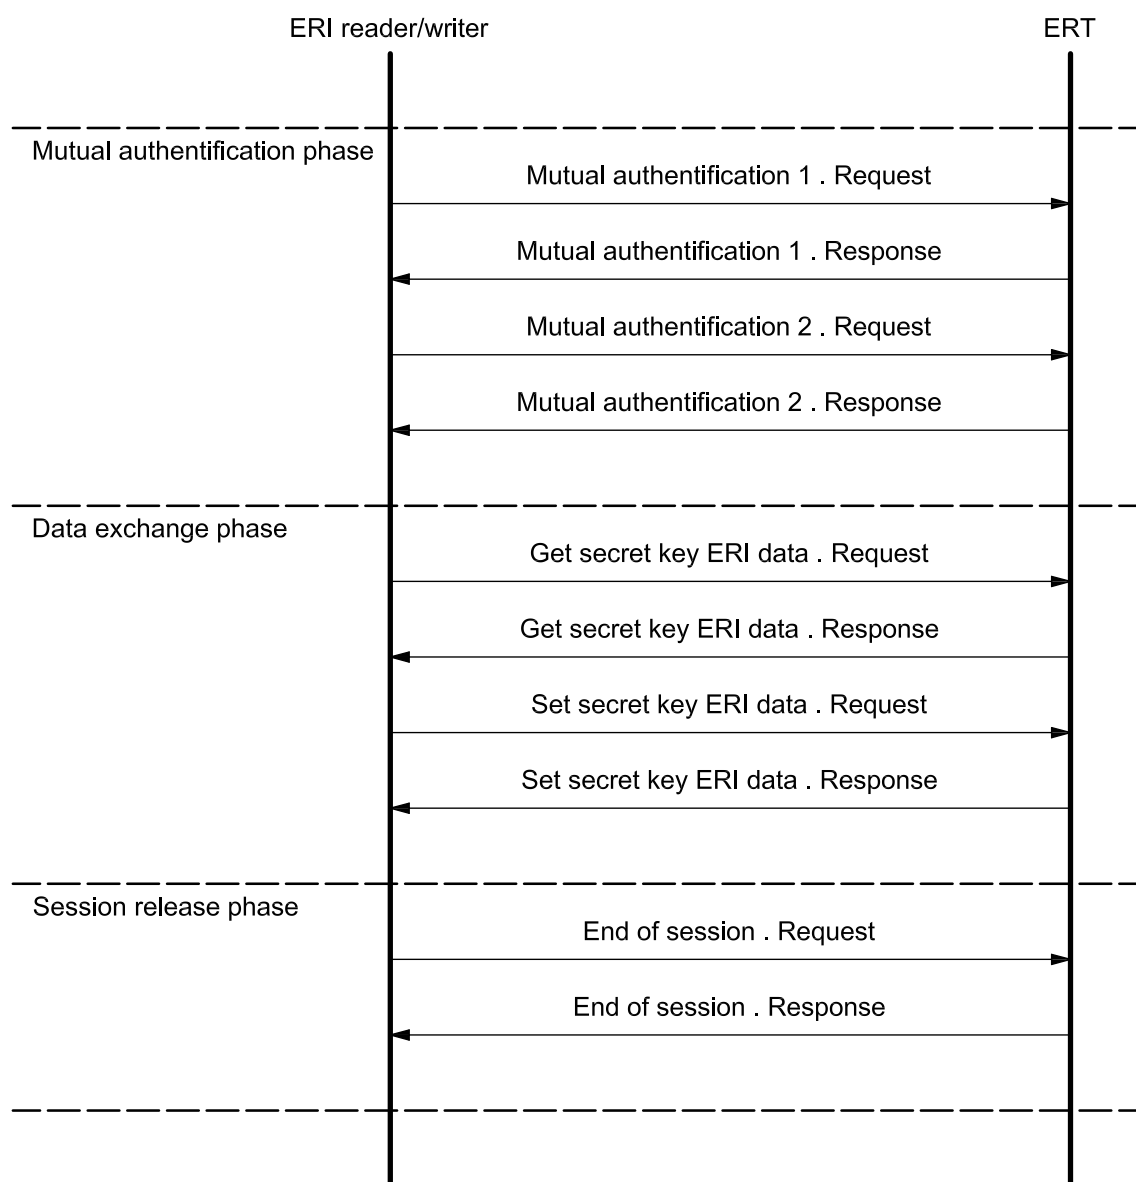 ERI reader/writer
ERT
Mutual authentification phase
Mutual authentification 1 . Request
Mutual authentification 1 . Response
Mutual authentification 2 . Request
Mutual authentification 2 . Response
Data exchange phase
Get secret key ERI data . Request
Get secret key ERI data . Response
Set secret key ERI data . Request
Set secret key ERI data . Response
Session release phase
End of session . Request
End of session . Response